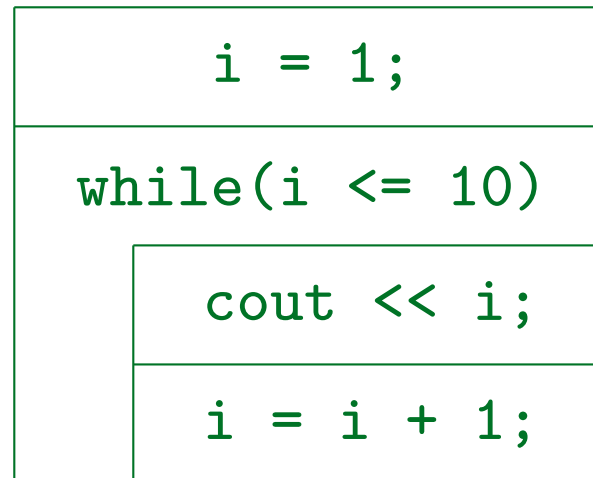 i = 1;
while(i <= 10)
cout << i;
i = i + 1;